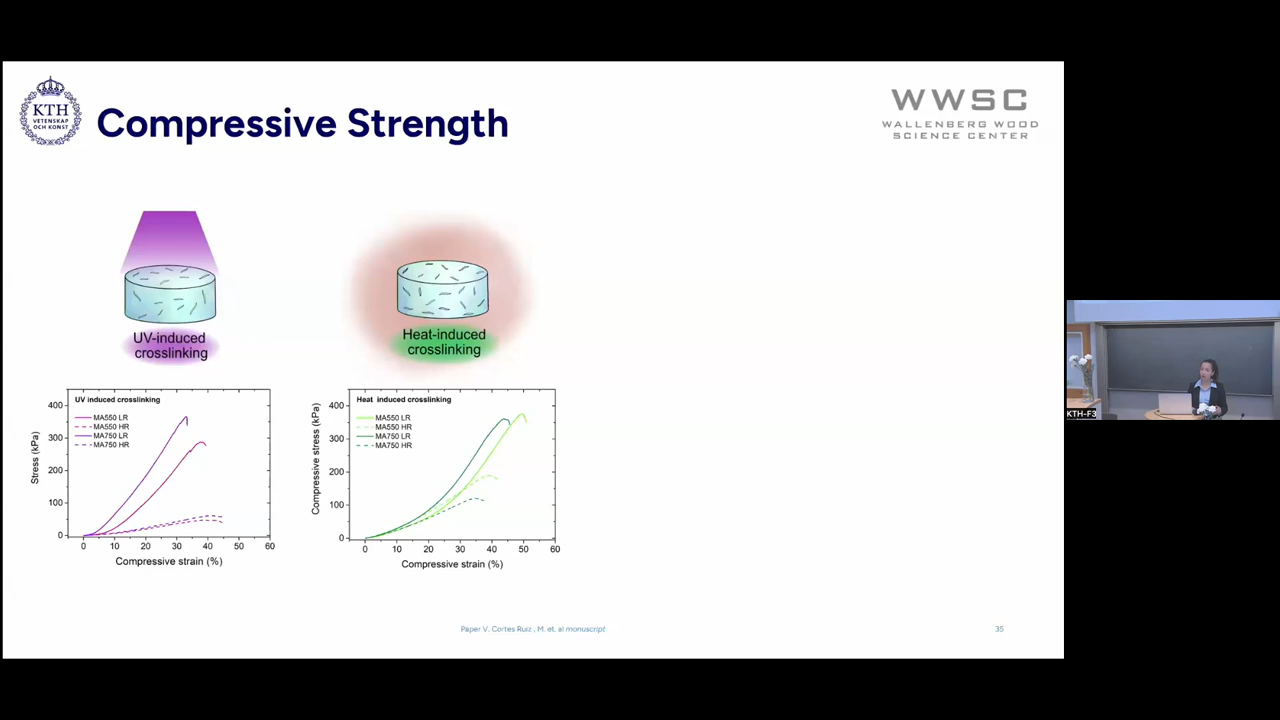 KTH
VETENSKAP
OCH KONST
Compressive Strength
WWSC
WALLENBERG WOOD
SCIENCE CENTER
UV-induced
crosslinking
Heat-induced
crosslinking
UV induced crosslinking
MA550 LR
MA550 HR
MA750 LR
MA750 HR
Stress (kPa)
400
300
200
100
0
0 10 20 30 40 50 60
Compressive strain (%)
Heat induced crosslinking
MA550 LR
MA550 HR
MA750 LR
MA750 HR
Compressive stress (kPa)
400
300
200
100
0
0 10 20 30 40 50 60
Compressive strain (%)
Paper V. Cortes Ruiz , M. et. al manuscript
35
KTH-F3